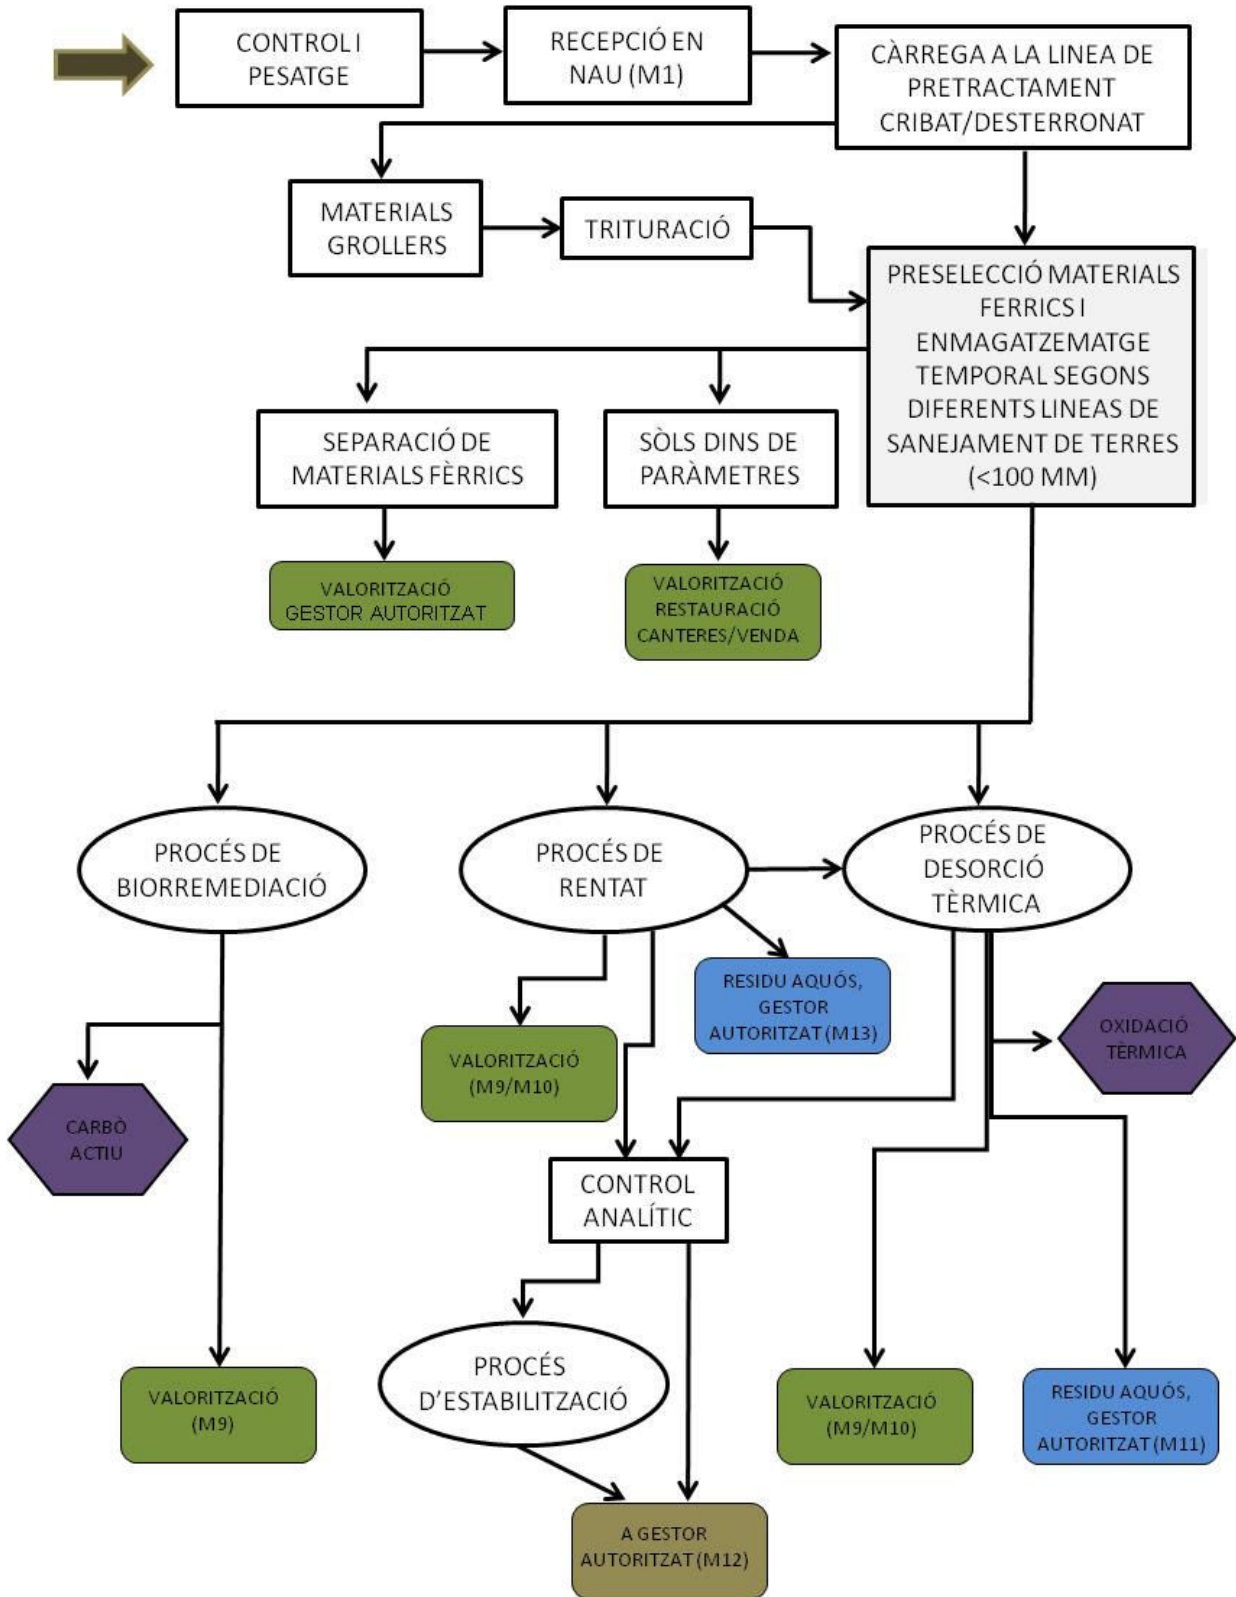 CONTROL I
PESATGE
RECEPCIÓ EN
NAU (M1)
CÀRREGA A LA LINEA DE
PRETRACTAMENT
CRIBAT/DESTERRONAT
MATERIALS
GROLLERS
TRITURACIÓ
PRESELECCIÓ MATERIALS
FERRICS I
ENMAGATZEMATGE
TEMPORAL SEGONS
DIFERENTS LINEAS DE
SANEJAMENT DE TERRES
(<100 MM)
SEPARACIÓ DE
MATERIALS FÈRRICS
SÒLS DINS DE
PARÀMETRES
VALORITZACIÓ
GESTOR AUTORITZAT
VALORITZACIÓ
RESTAURACIÓ
CANTERES/VENDA
PROCÉS DE
BIORREMEDIACIÓ
PROCÉS DE
RENTAT
PROCÉS DE
DESORCIÓ
TÈRMICA
RESIDU AQUÓS,
GESTOR
AUTORITZAT (M13)
OXIDACIÓ
TÈRMICA
VALORITZACIÓ
(M9/M10)
CARBÒ
ACTIU
CONTROL
ANALÍTIC
PROCÉS
D'ESTABILITZACIÓ
VALORITZACIÓ
(M9)
VALORITZACIÓ
(M9/M10)
RESIDU AQUÓS,
GESTOR
AUTORITZAT (M11)
A GESTOR
AUTORITZAT (M12)